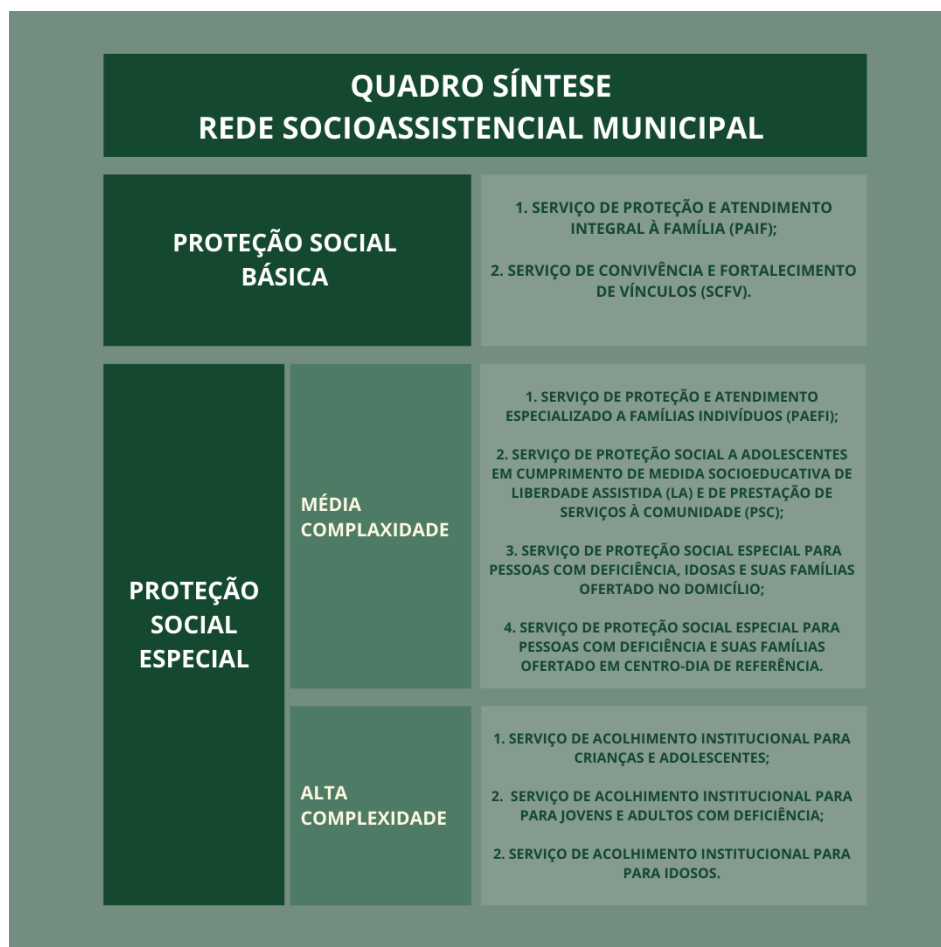 QUADRO SÍNTESE
REDE SOCIOASSISTENCIAL MUNICIPAL
PROTEÇÃO SOCIAL
BÁSICA
1. SERVIÇO DE PROTEÇÃO E ATENDIMENTO
INTEGRAL À FAMÍLIA (PAIF);
2. SERVIÇO DE CONVIVÊNCIA E FORTALECIMENTO
DE VÍNCULOS (SCFV).
PROTEÇÃO
SOCIAL
ESPECIAL
MÉDIA
COMPLAXIDADE
1. SERVIÇO DE PROTEÇÃO E ATENDIMENTO
ESPECIALIZADO A FAMÍLIAS INDIVÍDUOS (PAEFI);
2. SERVIÇO DE PROTEÇÃO SOCIAL A ADOLESCENTES
EM CUMPRIMENTO DE MEDIDA SOCIOEDUCATIVA DE
LIBERDADE ASSISTIDA (LA) E DE PRESTAÇÃO DE
SERVIÇOS À COMUNIDADE (PSC);
3. SERVIÇO DE PROTEÇÃO SOCIAL ESPECIAL PARA
PESSOAS COM DEFICIÊNCIA, IDOSAS E SUAS FAMÍLIAS
OFERTADO NO DOMICÍLIO;
4. SERVIÇO DE PROTEÇÃO SOCIAL ESPECIAL PARA
PESSOAS COM DEFICIÊNCIA E SUAS FAMÍLIAS
OFERTADO EM CENTRO-DIA DE REFERÊNCIA.
ALTA
COMPLEXIDADE
1. SERVIÇO DE ACOLHIMENTO INSTITUCIONAL PARA
CRIANÇAS E ADOLESCENTES;
2. SERVIÇO DE ACOLHIMENTO INSTITUCIONAL PARA
PARA JOVENS E ADULTOS COM DEFICIÊNCIA;
2. SERVIÇO DE ACOLHIMENTO INSTITUCIONAL PARA
PARA IDOSOS.